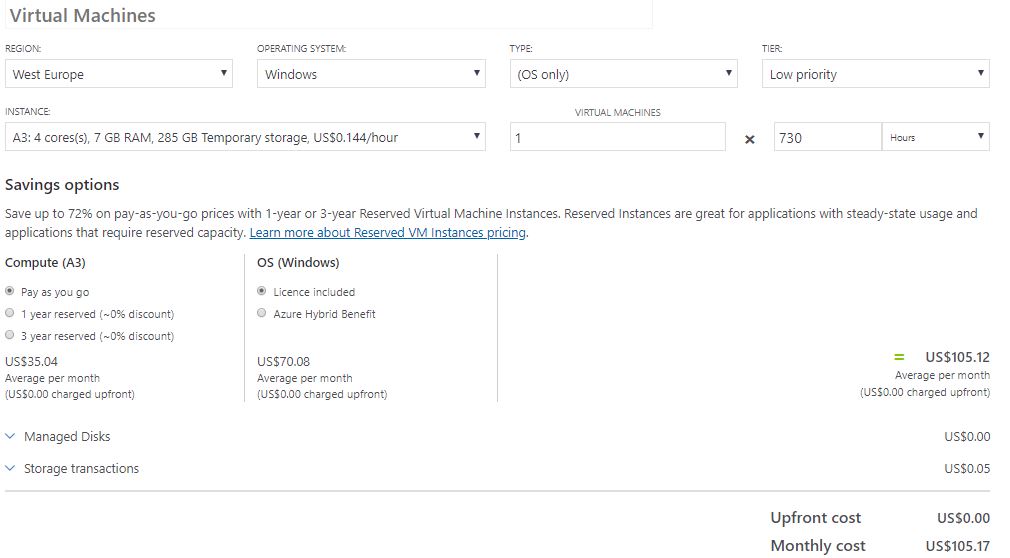 Virtual Machines
REGION: OPERATING SYSTEM: TYPE: TIER:
West Europe Windows (OS only) Low priority
INSTANCE: VIRTUAL MACHINES
A3: 4 cores(s), 7 GB RAM, 285 GB Temporary storage, US$0.144/hour 1 × 730 Hours
Savings options
Save up to 72% on pay-as-you-go prices with 1-year or 3-year Reserved Virtual Machine Instances. Reserved Instances are great for applications with steady-state usage and
applications that require reserved capacity. Learn more about Reserved VM Instances pricing.
Compute (A3) OS (Windows)
Pay as you go Licence included
1 year reserved (~0% discount) Azure Hybrid Benefit
3 year reserved (~0% discount)
US$35.04 US$70.08 = US$105.12
Average per month Average per month Average per month
(US$0.00 charged upfront) (US$0.00 charged upfront) (US$0.00 charged upfront)
Managed Disks US$0.00
Storage transactions US$0.05
Upfront cost US$0.00
Monthly cost US$105.17